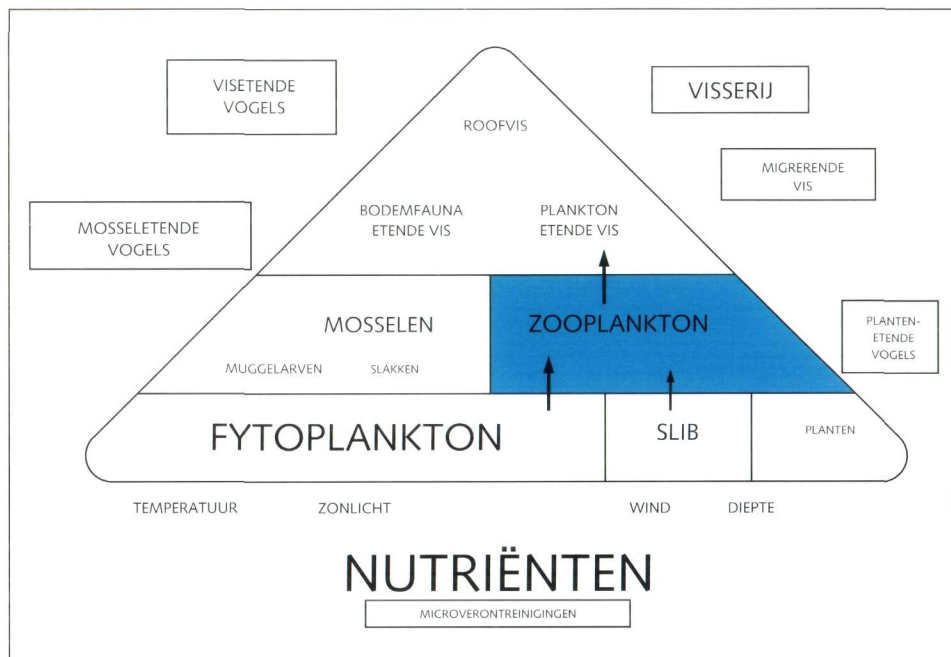 VISETENDE
VOGELS
VISSERIJ
ROOFVIS
MIGRERENDE
VIS
MOSSELETENDE
VOGELS
BODEMFAUNA
ETENDE VIS
PLANKTON
ETENDE VIS
MOSSELEN
ZOOPLANKTON
PLANTEN-
ETENDE
VOGELS
MUGGELARVEN
SLAKKEN
FYTOPLANKTON
SLIB
PLANTEN
TEMPERATUUR
ZONLICHT
WIND
DIEPTE
NUTRIËNTEN
MICROVERONTREINIGINGEN